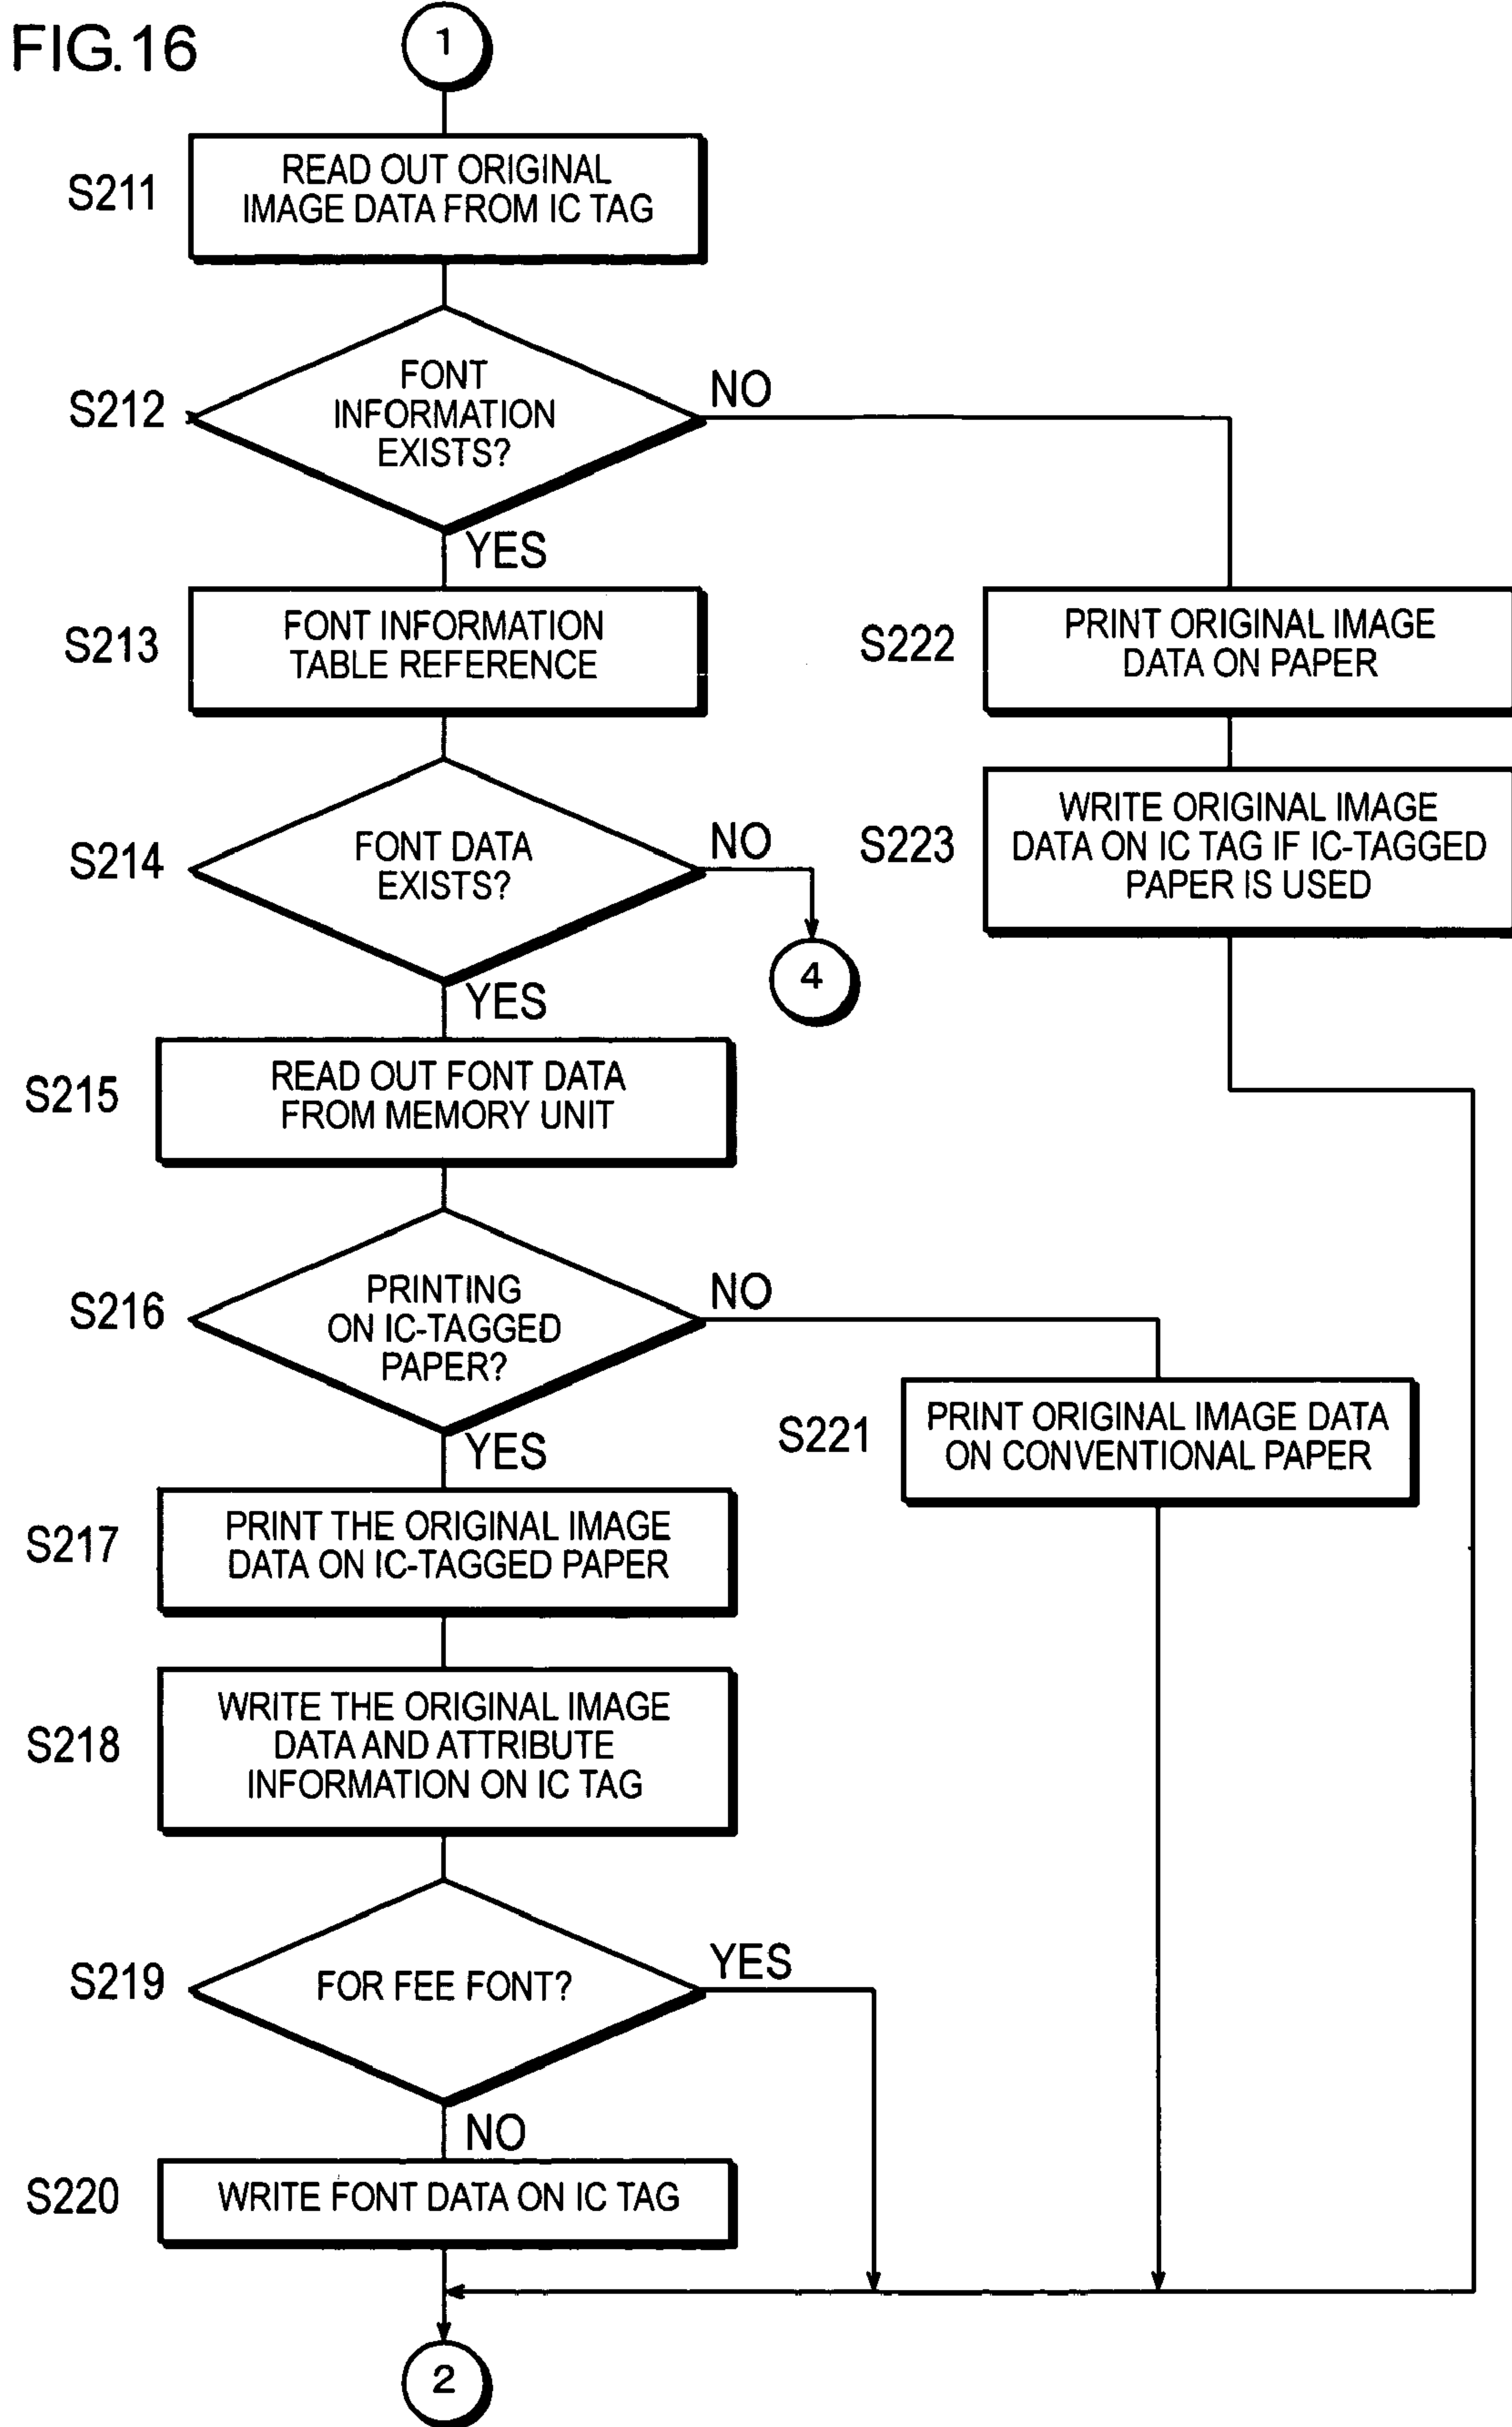 FIG.16
1
S211
READ OUT ORIGINAL
IMAGE DATA FROM IC TAG
S212
FONT
INFORMATION
EXISTS?
NO
YES
S213
FONT INFORMATION
TABLE REFERENCE
S222
PRINT ORIGINAL IMAGE
DATA ON PAPER
S214
FONT DATA
EXISTS?
NO
4
YES
S223
WRITE ORIGINAL IMAGE
DATA ON IC TAG IF IC-TAGGED
PAPER IS USED
S215
READ OUT FONT DATA
FROM MEMORY UNIT
S216
PRINTING
ON IC-TAGGED
PAPER?
NO
YES
S221
PRINT ORIGINAL IMAGE DATA
ON CONVENTIONAL PAPER
S217
PRINT THE ORIGINAL IMAGE
DATA ON IC-TAGGED PAPER
S218
WRITE THE ORIGINAL IMAGE
DATA AND ATTRIBUTE
INFORMATION ON IC TAG
S219
FOR FEE FONT?
YES
NO
S220
WRITE FONT DATA ON IC TAG
2